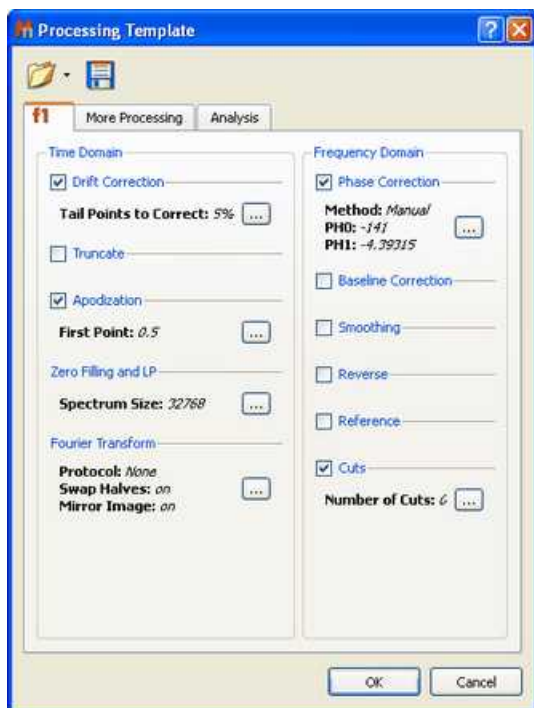 Processing Template
f1
More Processing
Analysis
Time Domain
Drift Correction
Tail Points to Correct: 5%
...
Truncate
Apodization
First Point: 0.5
...
Zero Filling and LP
Spectrum Size: 32768
...
Fourier Transform
Protocol: None
Swap Halves: on
Mirror Image: on
...
Frequency Domain
Phase Correction
Method: Manual
PH0: -141
PH1: -4.39315
...
Baseline Correction
Smoothing
Reverse
Reference
Cuts
Number of Cuts: 6
...
OK
Cancel